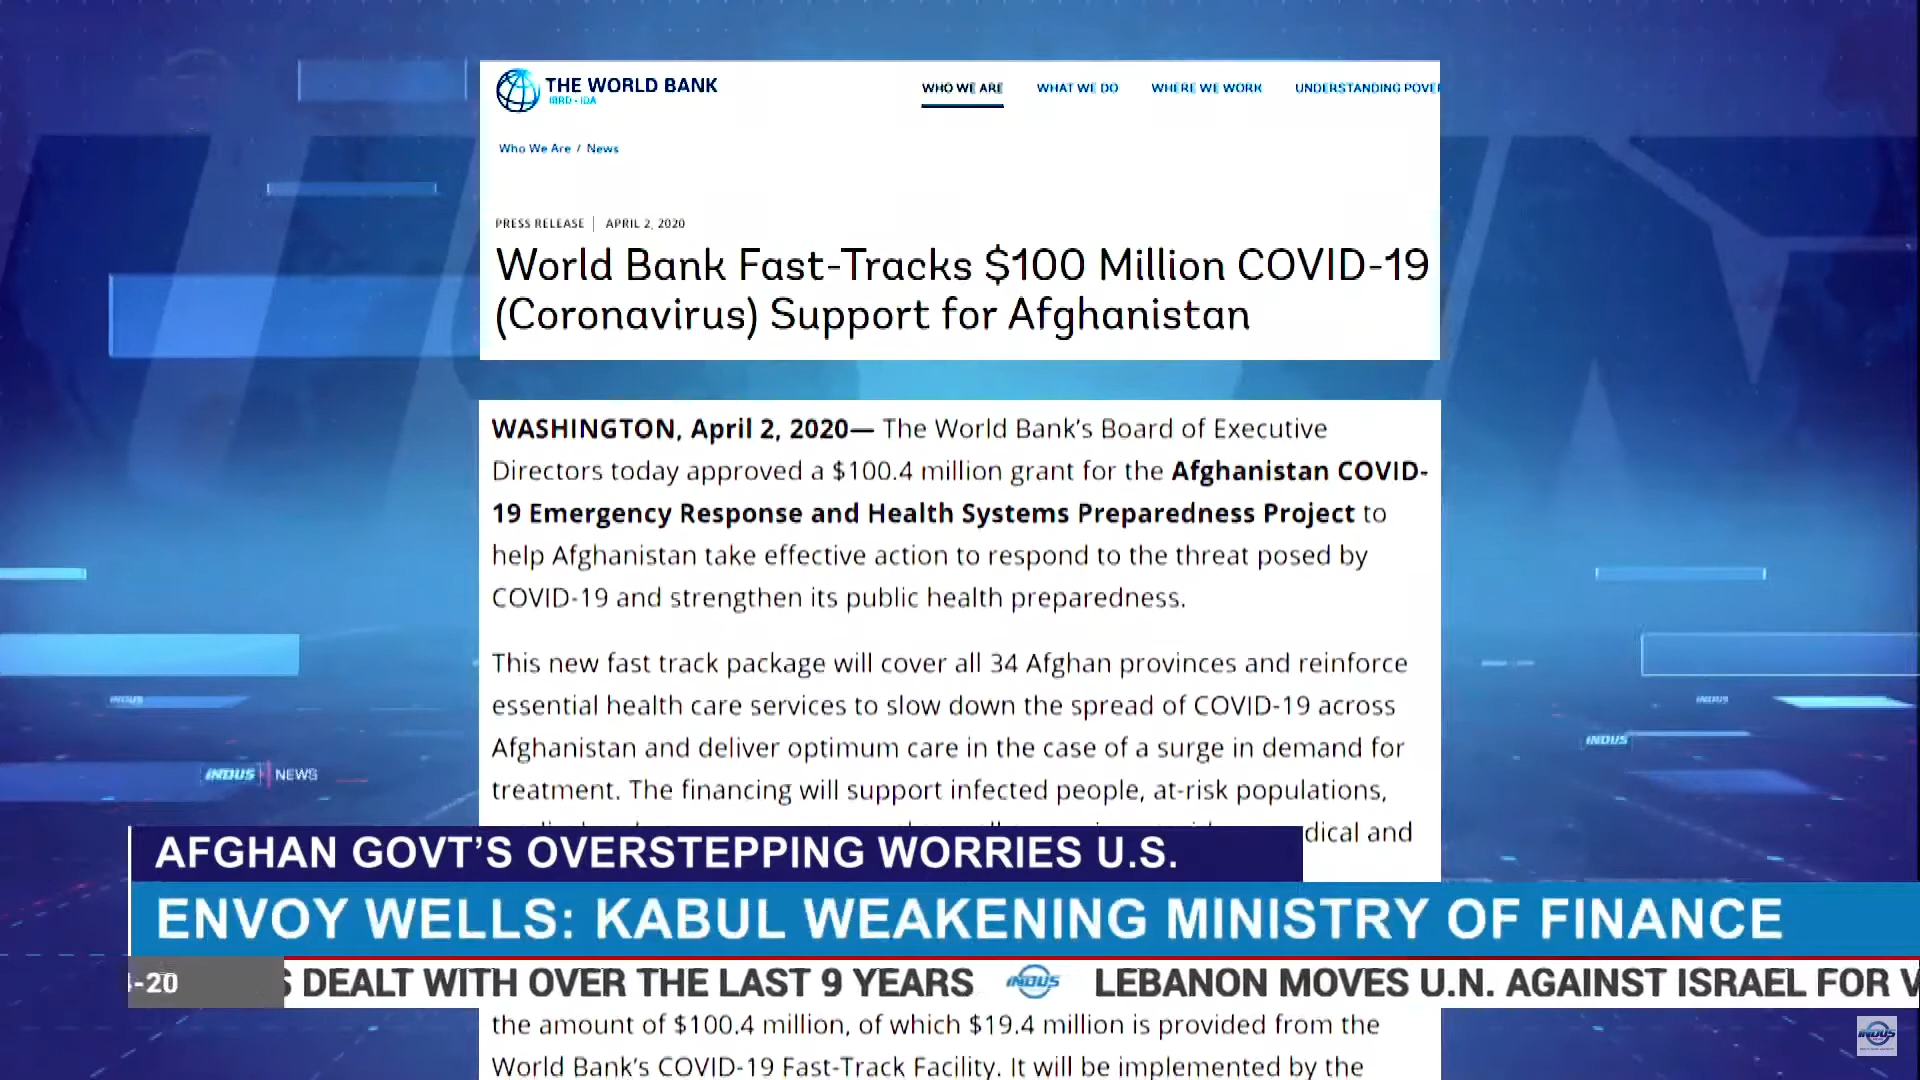 THE WORLD BANK
IBRD • IDA
WHO WE ARE WHAT WE DO WHERE WE WORK UNDERSTANDING POVE
Who We Are / News
PRESS RELEASE | APRIL 2, 2020
World Bank Fast-Tracks $100 Million COVID-19
(Coronavirus) Support for Afghanistan
WASHINGTON, April 2, 2020— The World Bank’s Board of Executive
Directors today approved a $100.4 million grant for the Afghanistan COVID-
19 Emergency Response and Health Systems Preparedness Project to
help Afghanistan take effective action to respond to the threat posed by
COVID-19 and strengthen its public health preparedness.
This new fast track package will cover all 34 Afghan provinces and reinforce
essential health care services to slow down the spread of COVID-19 across
Afghanistan and deliver optimum care in the case of a surge in demand for
treatment. The financing will support infected people, at-risk populations,
dical and
INDUS
INDUS | NEWS
INDUS
INDUS
AFGHAN GOVT’S OVERSTEPPING WORRIES U.S.
ENVOY WELLS: KABUL WEAKENING MINISTRY OF FINANCE
-20 S DEALT WITH OVER THE LAST 9 YEARS INDUS LEBANON MOVES U.N. AGAINST ISRAEL FOR V
the amount of $100.4 million, of which $19.4 million is provided from the
World Bank’s COVID-19 Fast-Track Facility. It will be implemented by the
INDUS